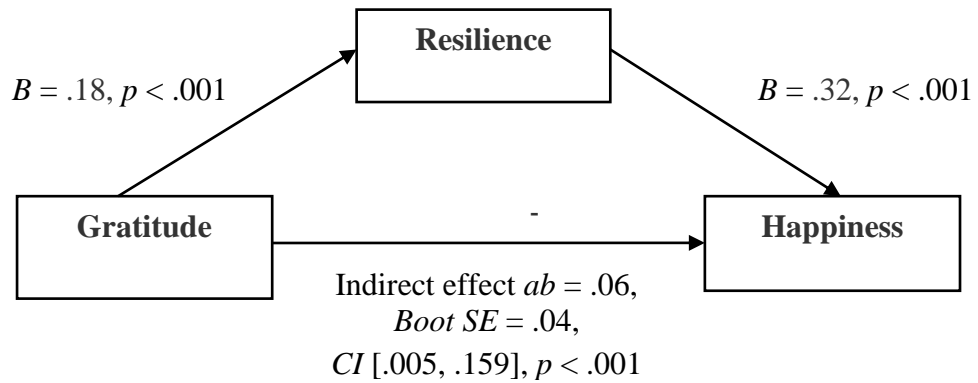 Resilience
B = .18, p < .001
B = .32, p < .001
Gratitude
-
Happiness
Indirect effect ab = .06,
Boot SE = .04,
CI [.005, .159], p < .001